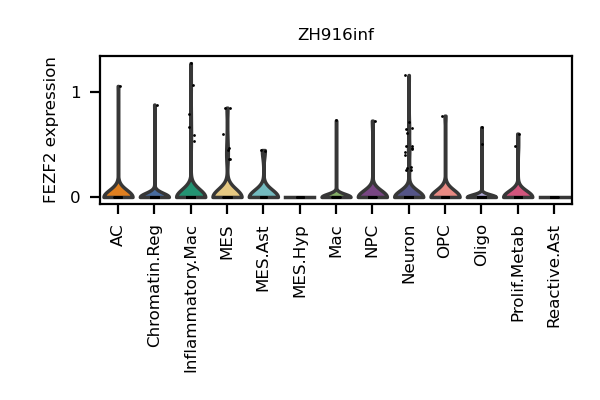 ZH916inf
FEZF2 expression
1
0
AC
Chromatin.Reg
Inflammatory.Mac
MES
MES.Ast
MES.Hyp
Mac
NPC
Neuron
OPC
Oligo
Prolif.Metab
Reactive.Ast